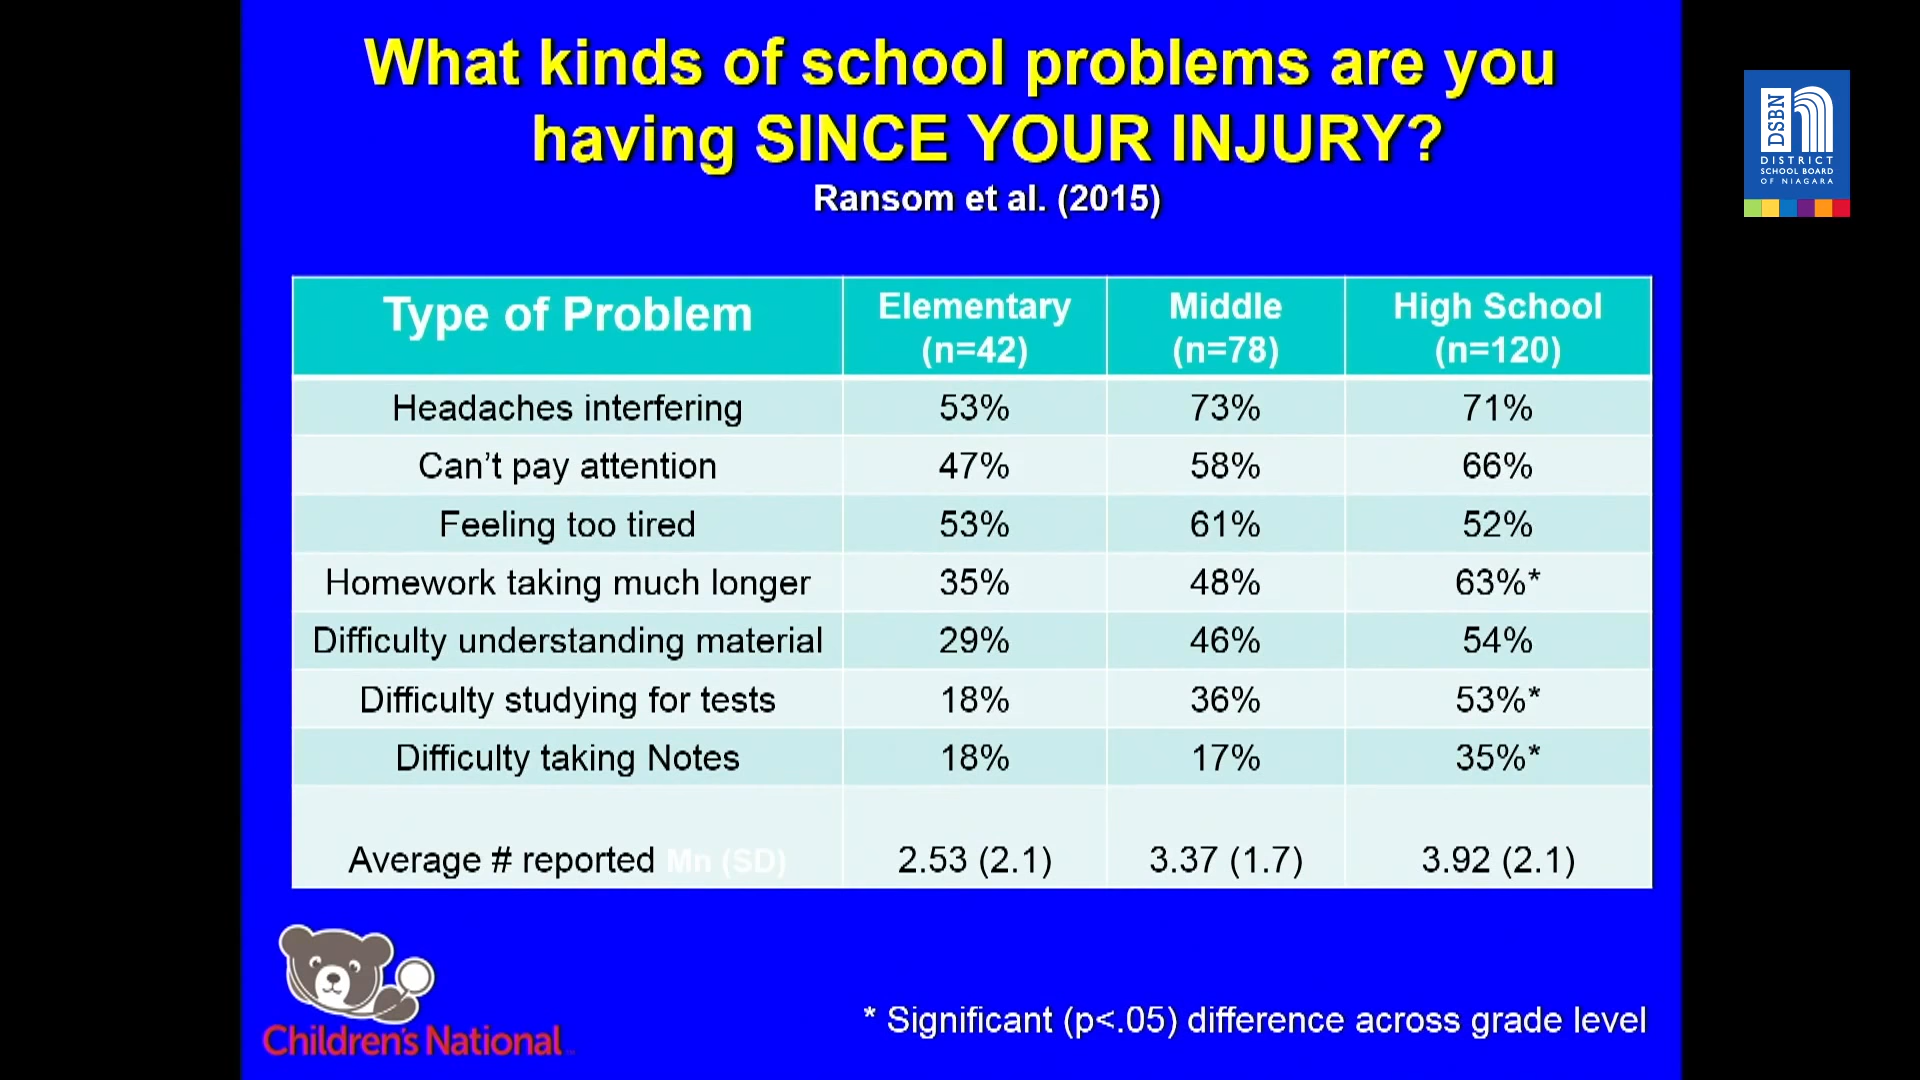 What kinds of school problems are you
having SINCE YOUR INJURY?
Ransom et al. (2015)
DSBN
DISTRICT
SCHOOL BOARD
OF NIAGARA
Type of Problem Elementary (n=42) Middle (n=78) High School (n=120)
Headaches interfering 53% 73% 71%
Can't pay attention 47% 58% 66%
Feeling too tired 53% 61% 52%
Homework taking much longer 35% 48% 63%*
Difficulty understanding material 29% 46% 54%
Difficulty studying for tests 18% 36% 53%*
Difficulty taking Notes 18% 17% 35%*
Average # reported Mn (SD) 2.53 (2.1) 3.37 (1.7) 3.92 (2.1)
Children's National
* Significant (p<.05) difference across grade level